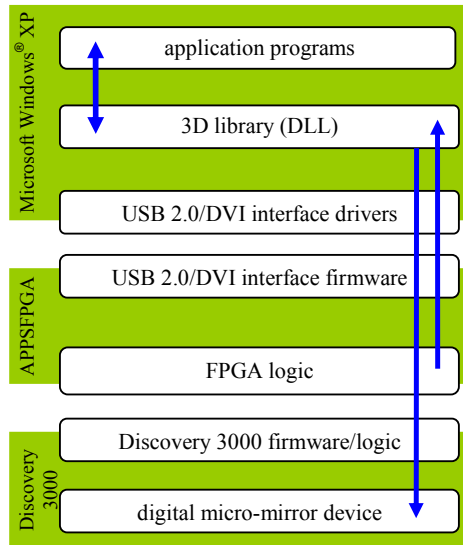 Microsoft Windows® XP
application programs
3D library (DLL)
USB 2.0/DVI interface drivers
APPSFPGA
USB 2.0/DVI interface firmware
FPGA logic
Discovery
3000
Discovery 3000 firmware/logic
digital micro-mirror device